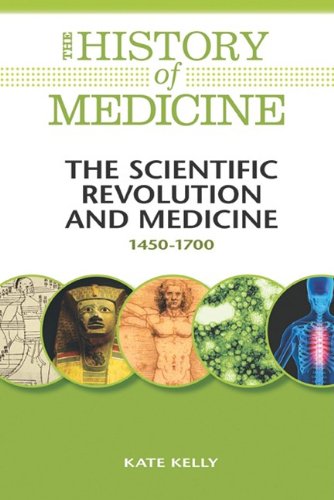 THE
HISTORY
of
MEDICINE
THE SCIENTIFIC
REVOLUTION
AND MEDICINE
1450-1700
KATE KELLY